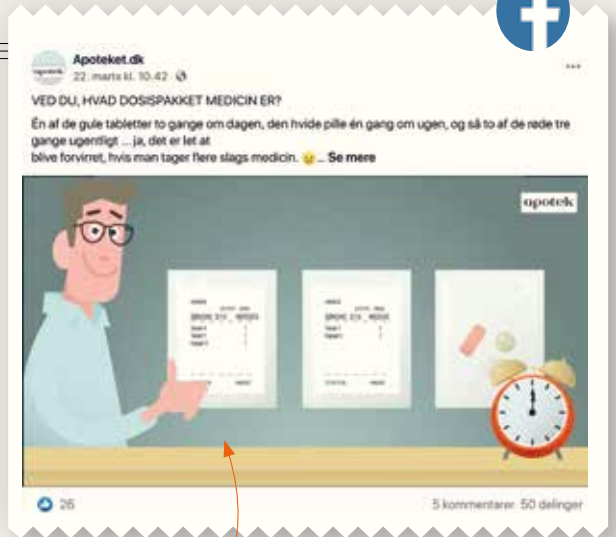 Apoteket.dk
22. marts kl. 10.42
VED DU, HVAD DOSISPAKKET MEDICIN ER?
Én af de gule tabletter to gange om dagen, den hvide pille én gang om ugen, og så to af de røde tre
gange ugentligt ... ja, det er let at
blive forvirret, hvis man tager flere slags medicin. ... Se mere
apotek
26
5 kommentarer 50 delinger